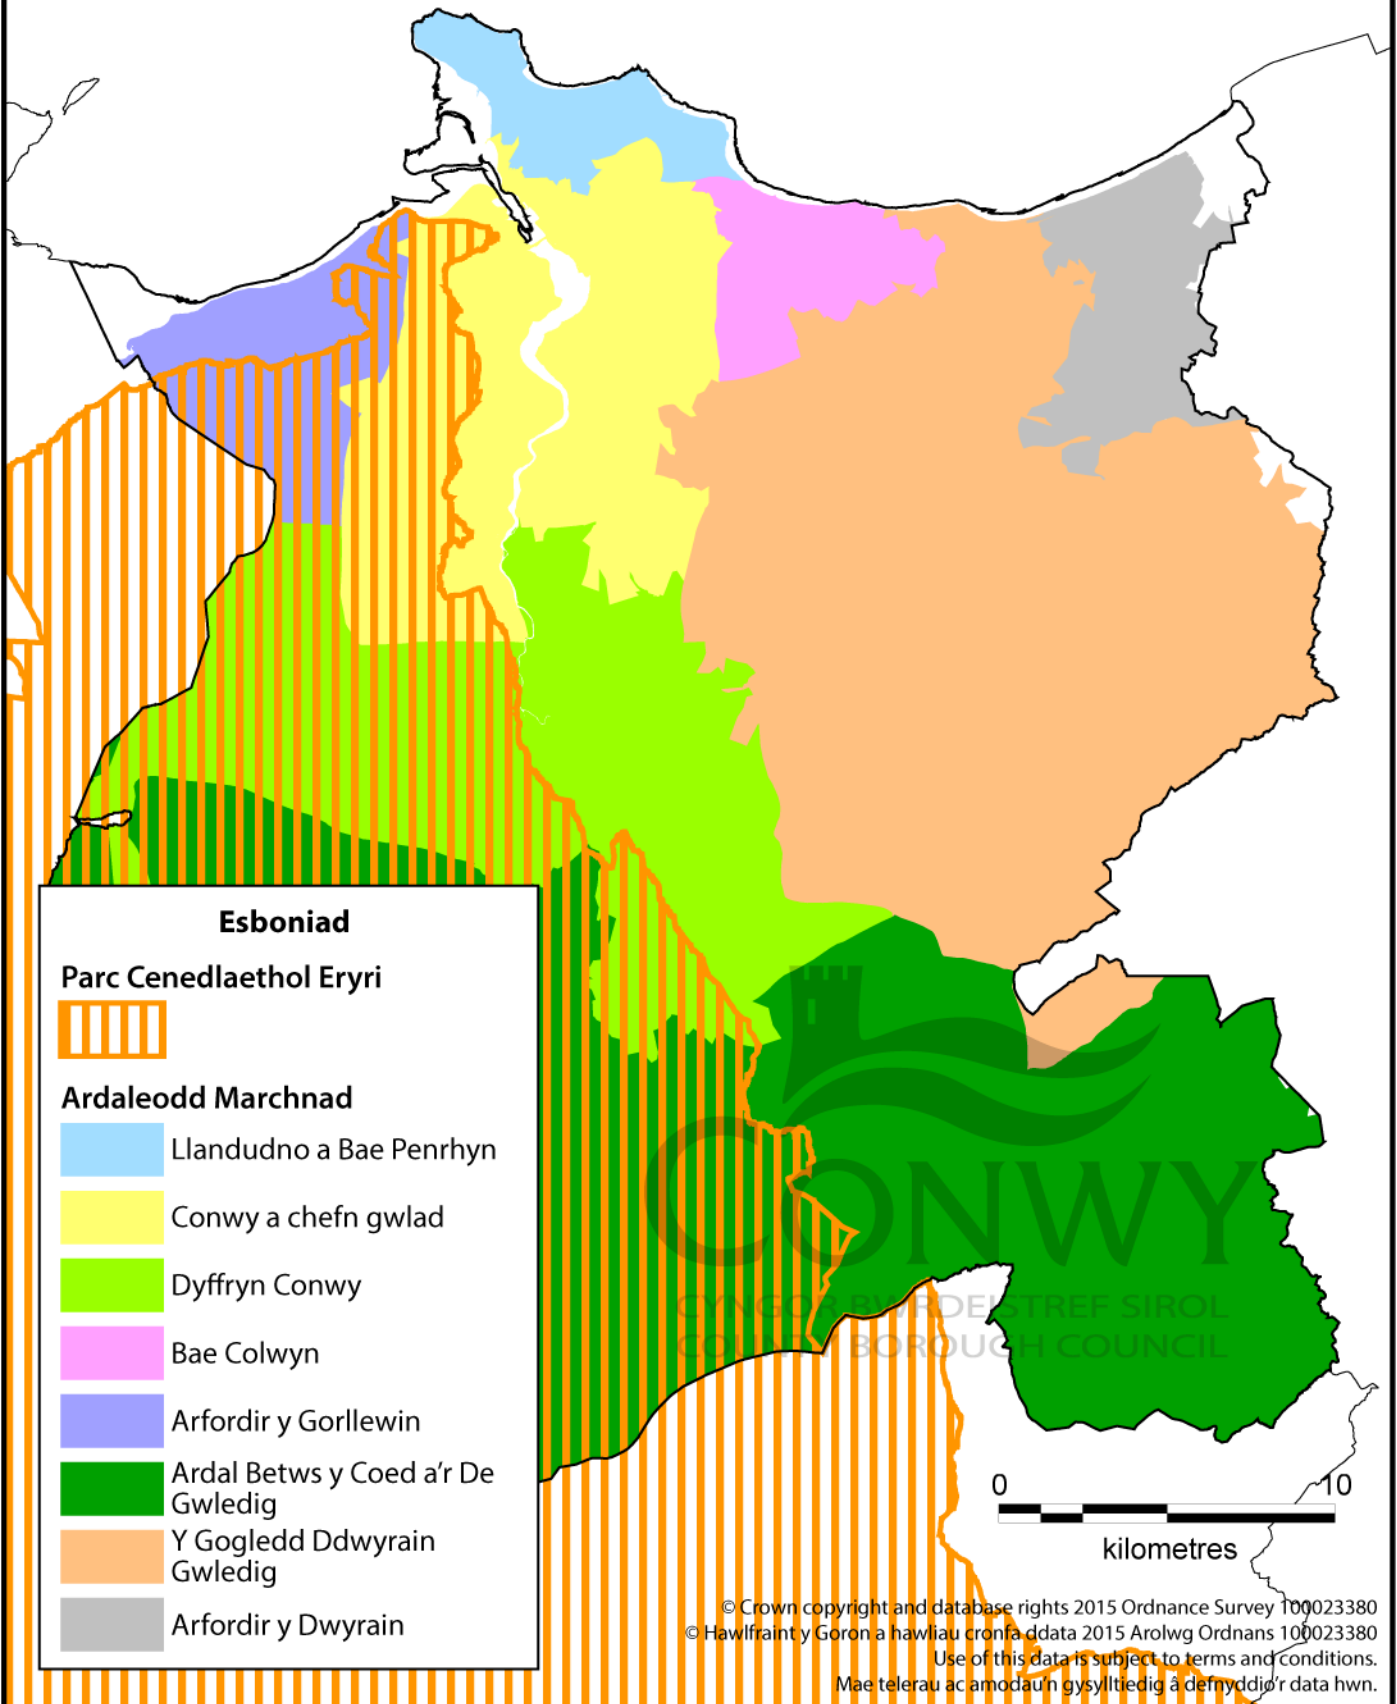 Esboniad
Parc Cenedlaethol Eryri
Ardaleodd Marchnad
Llandudno a Bae Penrhyn
Conwy a chefn gwlad
Dyffryn Conwy
Bae Colwyn
Arfordir y Gorllewin
Ardal Betws y Coed a'r De
Gwledig
Y Gogledd Ddwyrain
Gwledig
Arfordir y Dwyrain
CONWY
CYNGOR BWRDEISTREF SIROL
COUNTY BOROUGH COUNCIL
0 10
kilometres
© Crown copyright and database rights 2015 Ordnance Survey 100023380
© Hawlfraint y Goron a hawliau cronfa ddata 2015 Arolwg Ordnans 100023380
Use of this data is subject to terms and conditions.
Mae telerau ac amodau'n gysylltiedig â defnyddio'r data hwn.